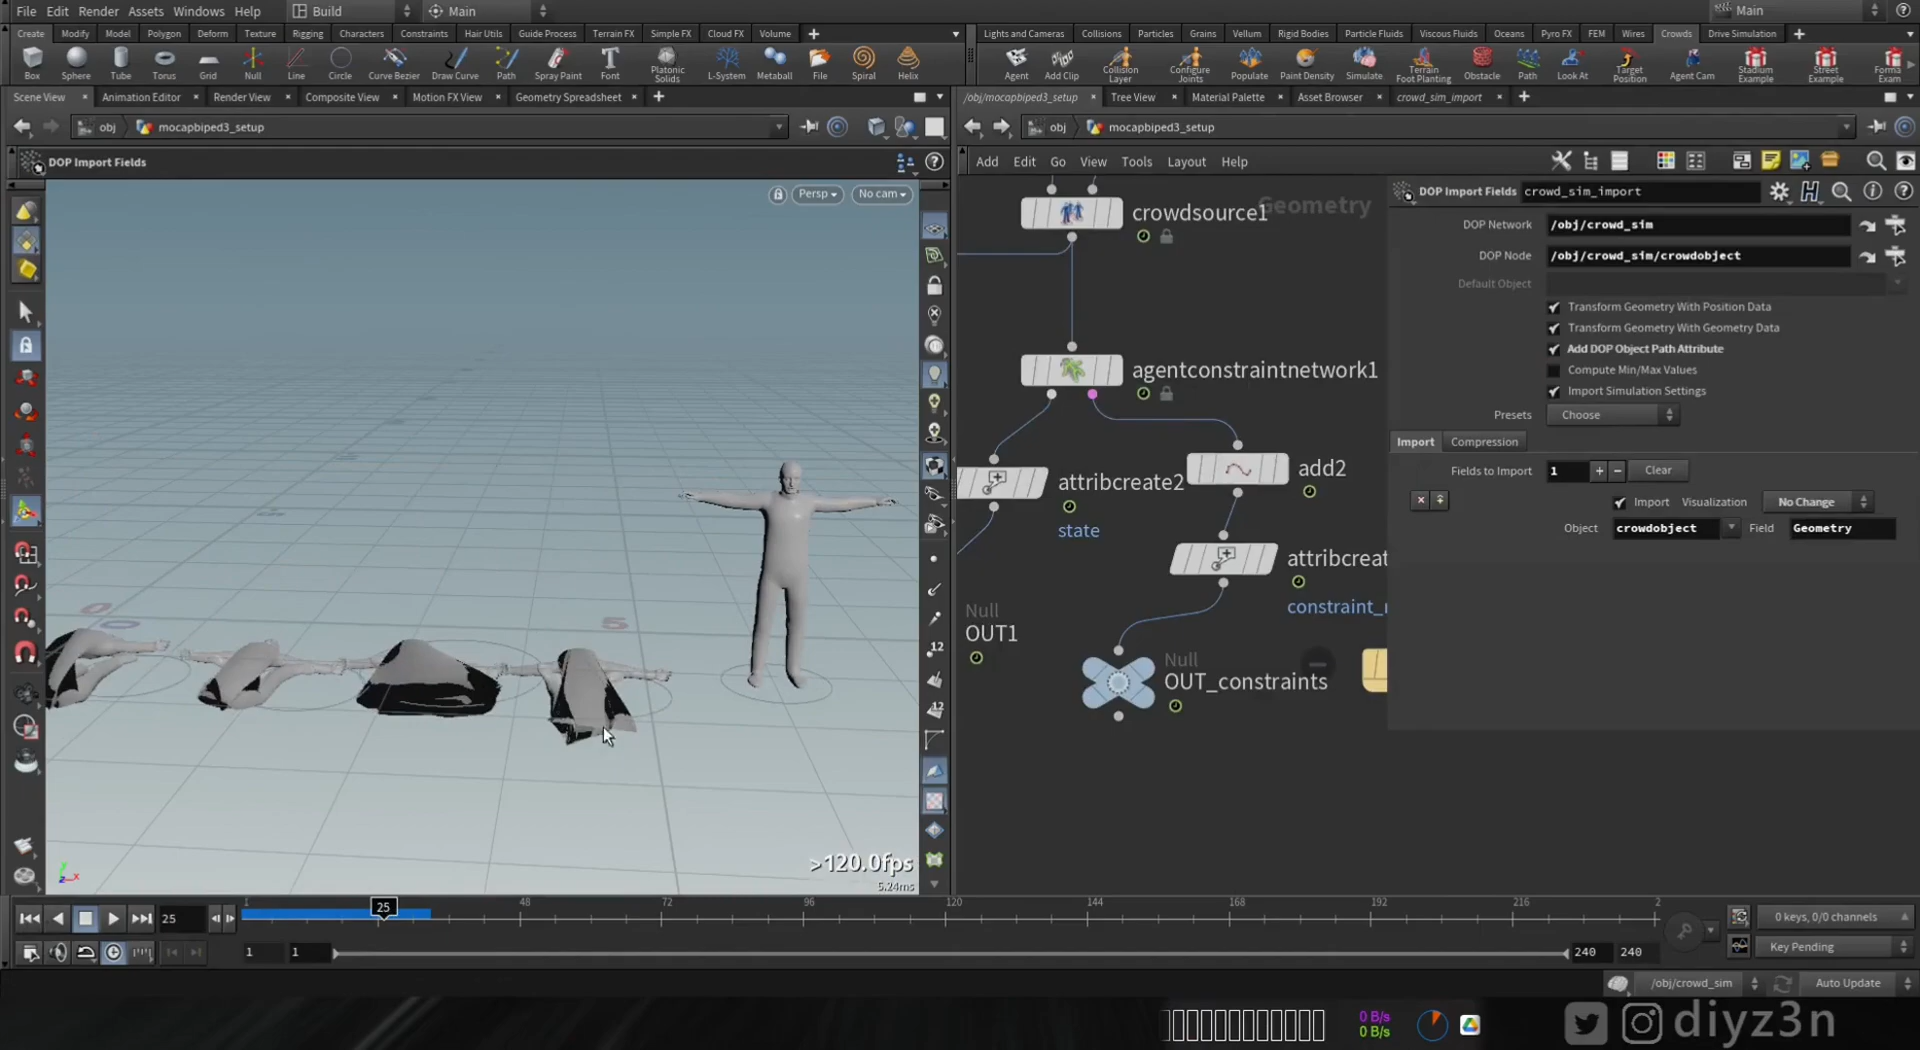 File Edit Render Assets Windows Help Build Main Main
Create Modify Model Polygon Deform Texture Rigging Characters Constraints Hair Utils Guide Process Terrain FX Simple FX Cloud FX Volume
Lights and Cameras Collisions Particles Grains Vellum Rigid Bodies Particle Fluids Viscous Fluids Oceans Pyro FX FEM Wires Crowds Drive Simulation
Box Sphere Tube Torus Grid Null Line Circle Curve Bezier Draw Curve Path Spray Paint Font Platonic Solids L-System Metaball File Spiral Helix
Agent Add Clip Collision Layer Configure Joints Populate Paint Density Simulate Terrain Foot Planting Obstacle Path Look At Target Position Agent Cam Stadium Example Street Example Forma Exam
Scene View Animation Editor Render View Composite View Motion FX View Geometry Spreadsheet
/obj/mocapbiped3_setup Tree View Material Palette Asset Browser crowd_sim_import
obj mocapbiped3_setup
obj mocapbiped3_setup
DOP Import Fields
Add Edit Go View Tools Layout Help
Persp No cam
Geometry
crowdsource1
agentconstraintnetwork1
attribcreate2
state
add2
attribcreat
constraint_
Null
OUT1
Null
OUT_constraints
DOP Import Fields crowd_sim_import
DOP Network /obj/crowd_sim
DOP Node /obj/crowd_sim/crowdobject
Default Object
Transform Geometry With Position Data
Transform Geometry With Geometry Data
Add DOP Object Path Attribute
Compute Min/Max Values
Import Simulation Settings
Presets Choose
Import Compression
Fields to Import 1 Clear
Import Visualization No Change
Object crowdobject Field Geometry
0
5
12
12
>120.0fps
5.24ms
25 1 25 48 72 96 120 144 168 192 216 2
0 keys, 0/0 channels
1 1 240 240
Key Pending
/obj/crowd_sim Auto Update
0 B/s
0 B/s
diyz3n